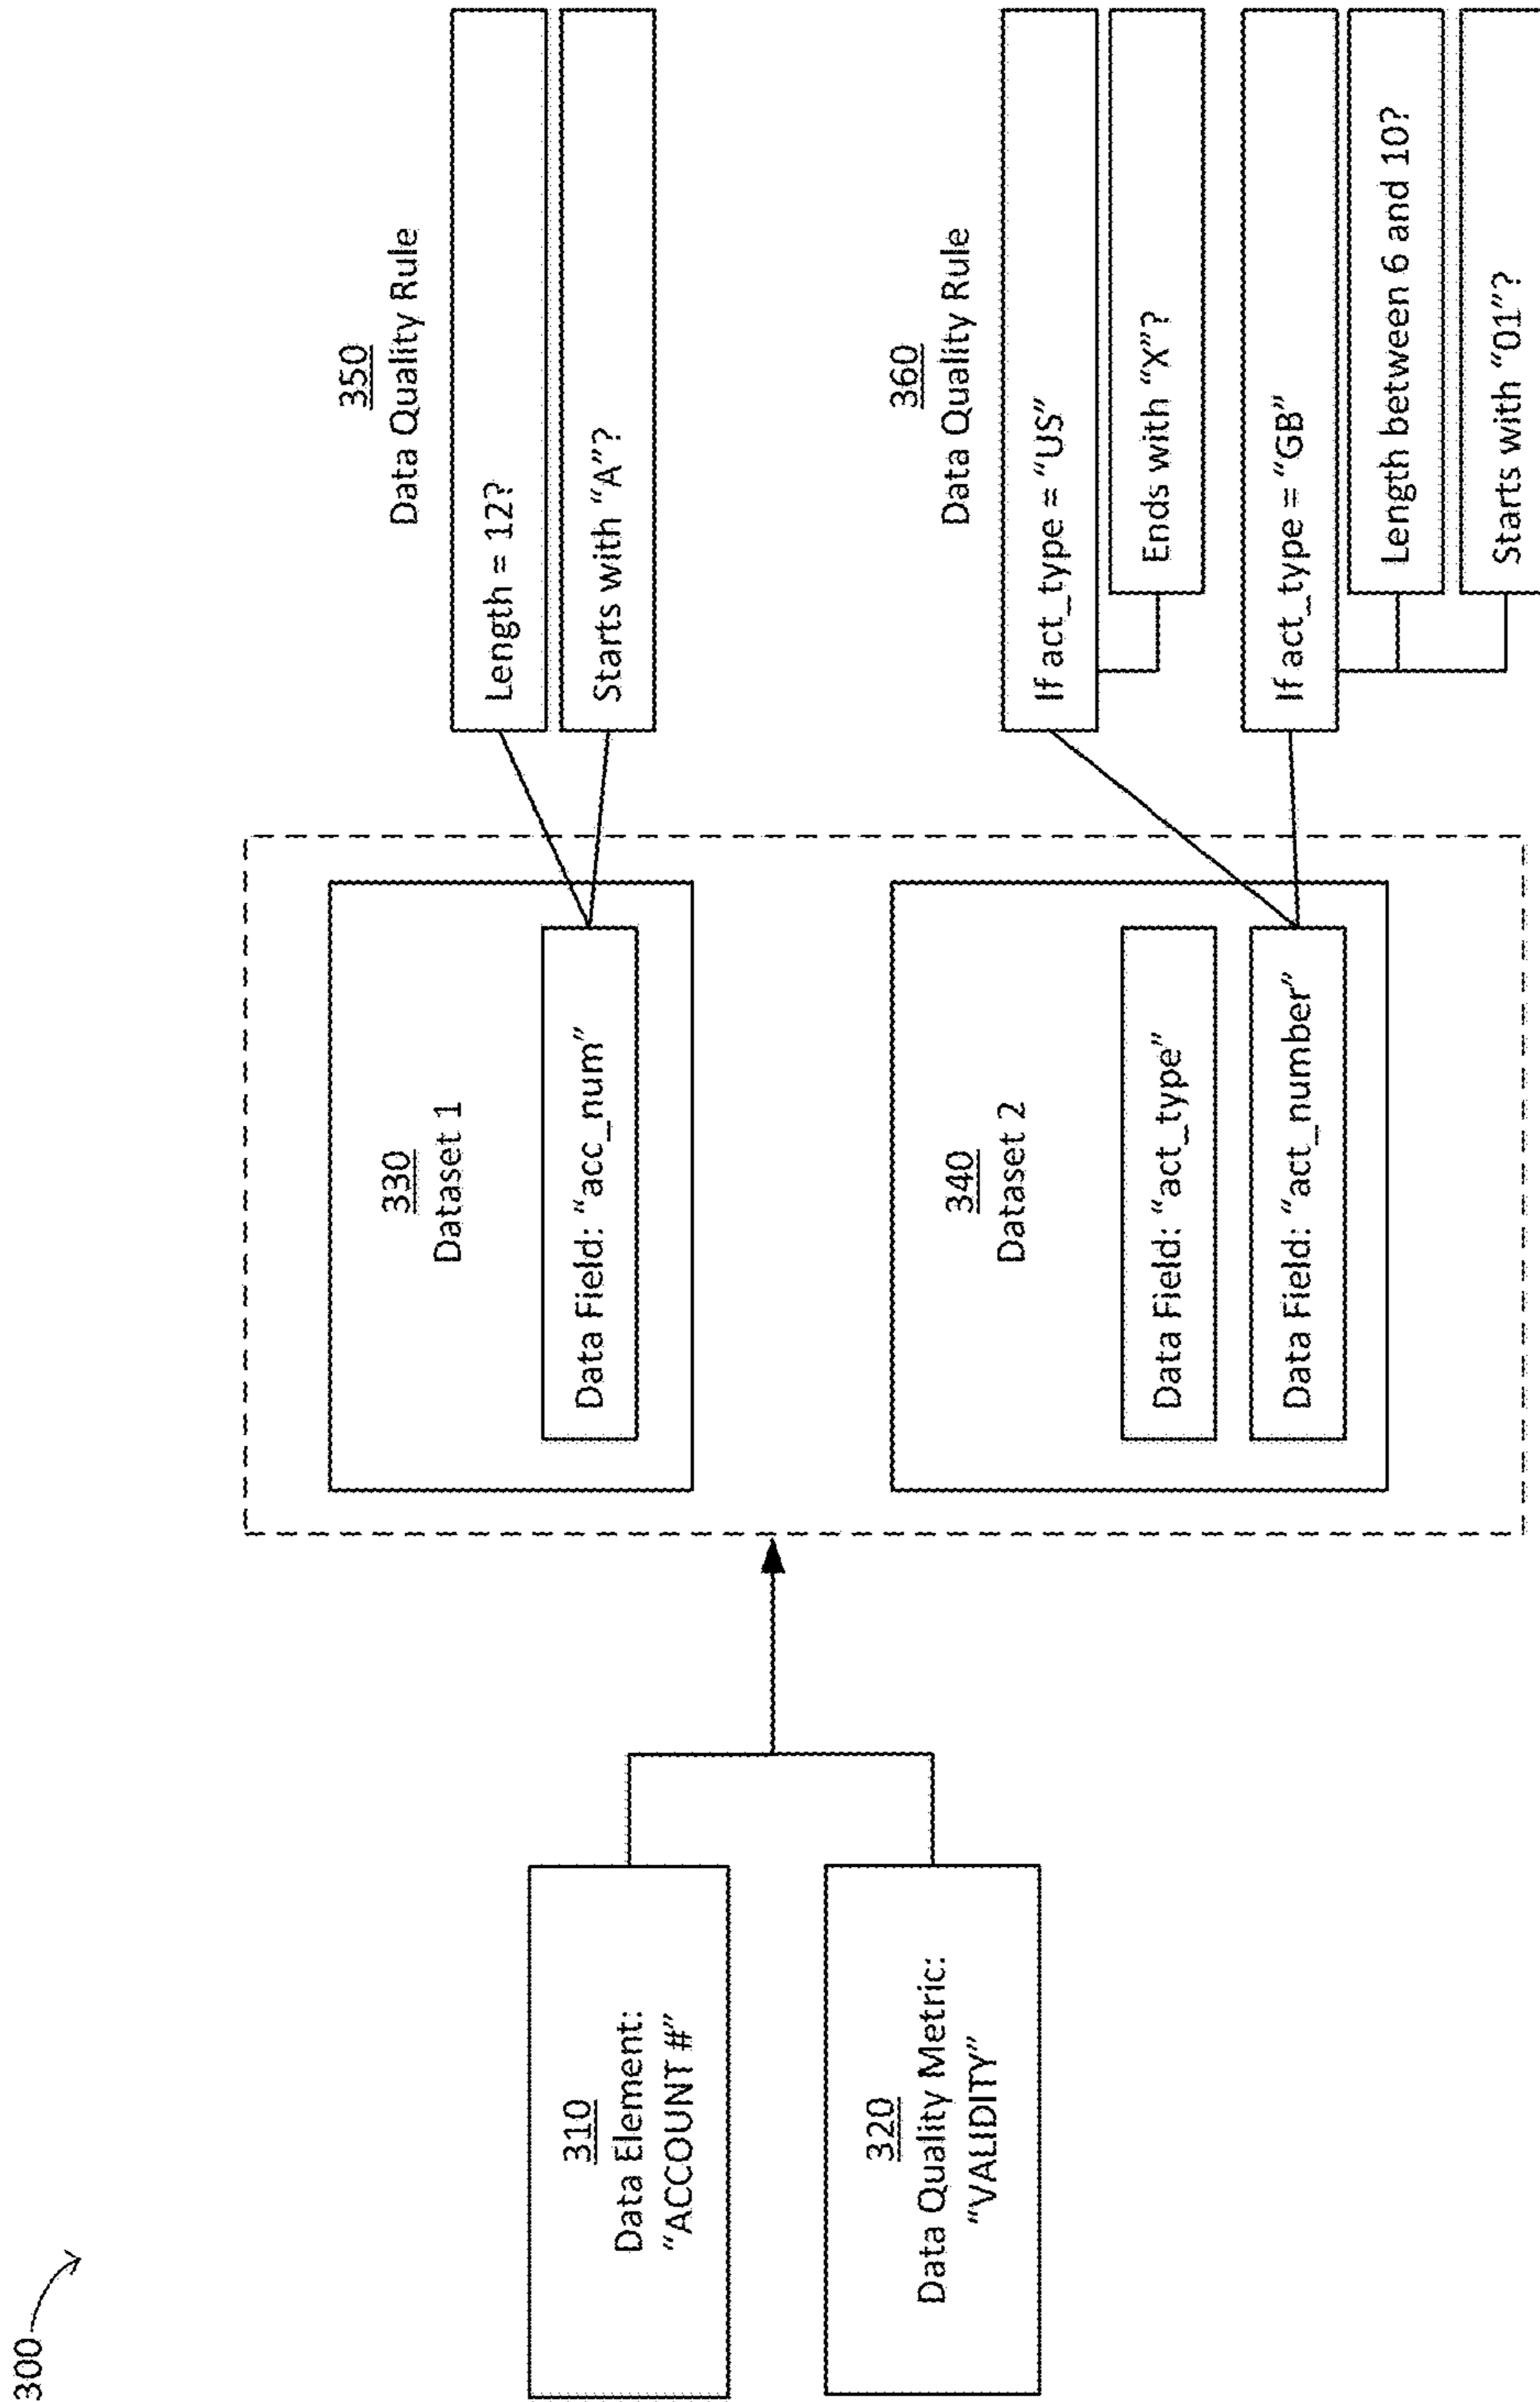 300
310
Data Element:
“ACCOUNT #”
320
Data Quality Metric:
“VALIDITY”
330
Dataset 1
Data Field: “acc_num”
340
Dataset 2
Data Field: “act_type”
Data Field: “act_number”
350
Data Quality Rule
Length = 12?
Starts with “A”?
360
Data Quality Rule
If act_type = “US”
Ends with “X”?
If act_type = “GB”
Length between 6 and 10?
Starts with “01”?